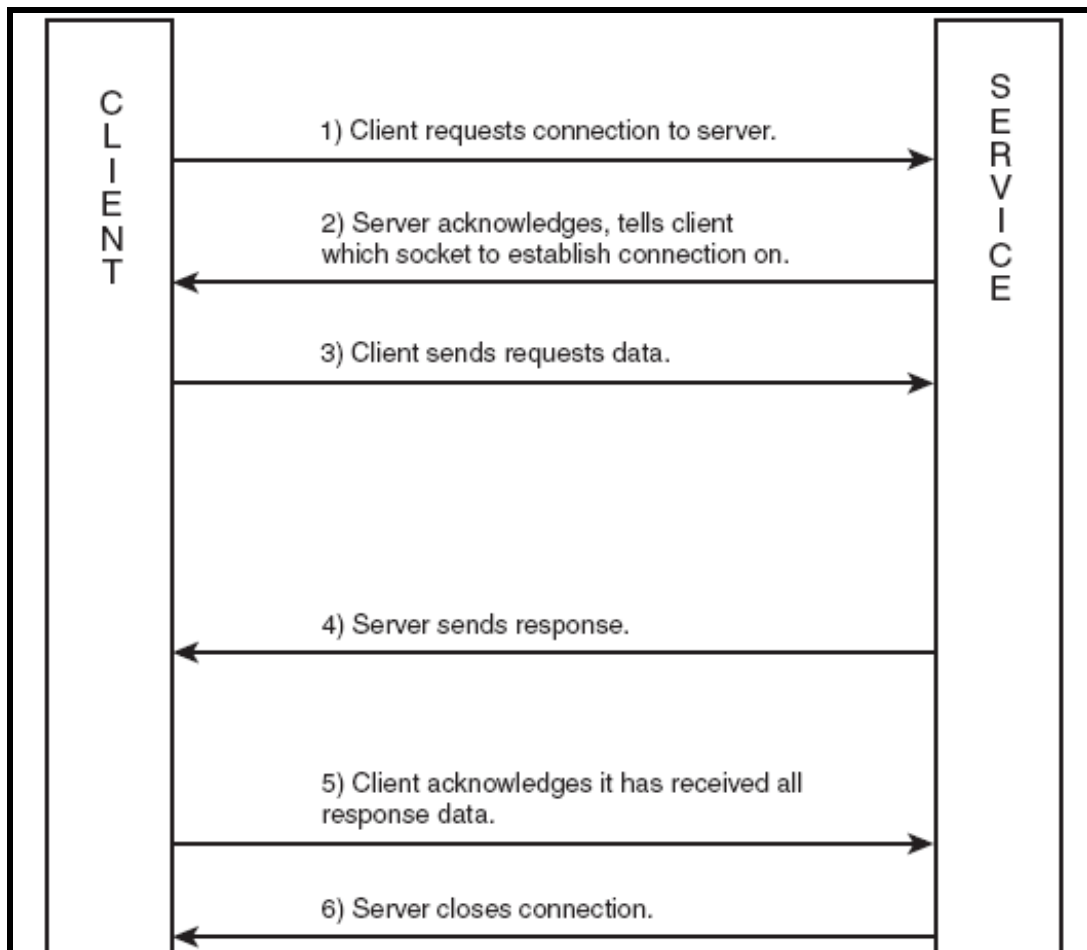 CLIENT
SERVICE
1) Client requests connection to server.
2) Server acknowledges, tells client
which socket to establish connection on.
3) Client sends requests data.
4) Server sends response.
5) Client acknowledges it has received all
response data.
6) Server closes connection.